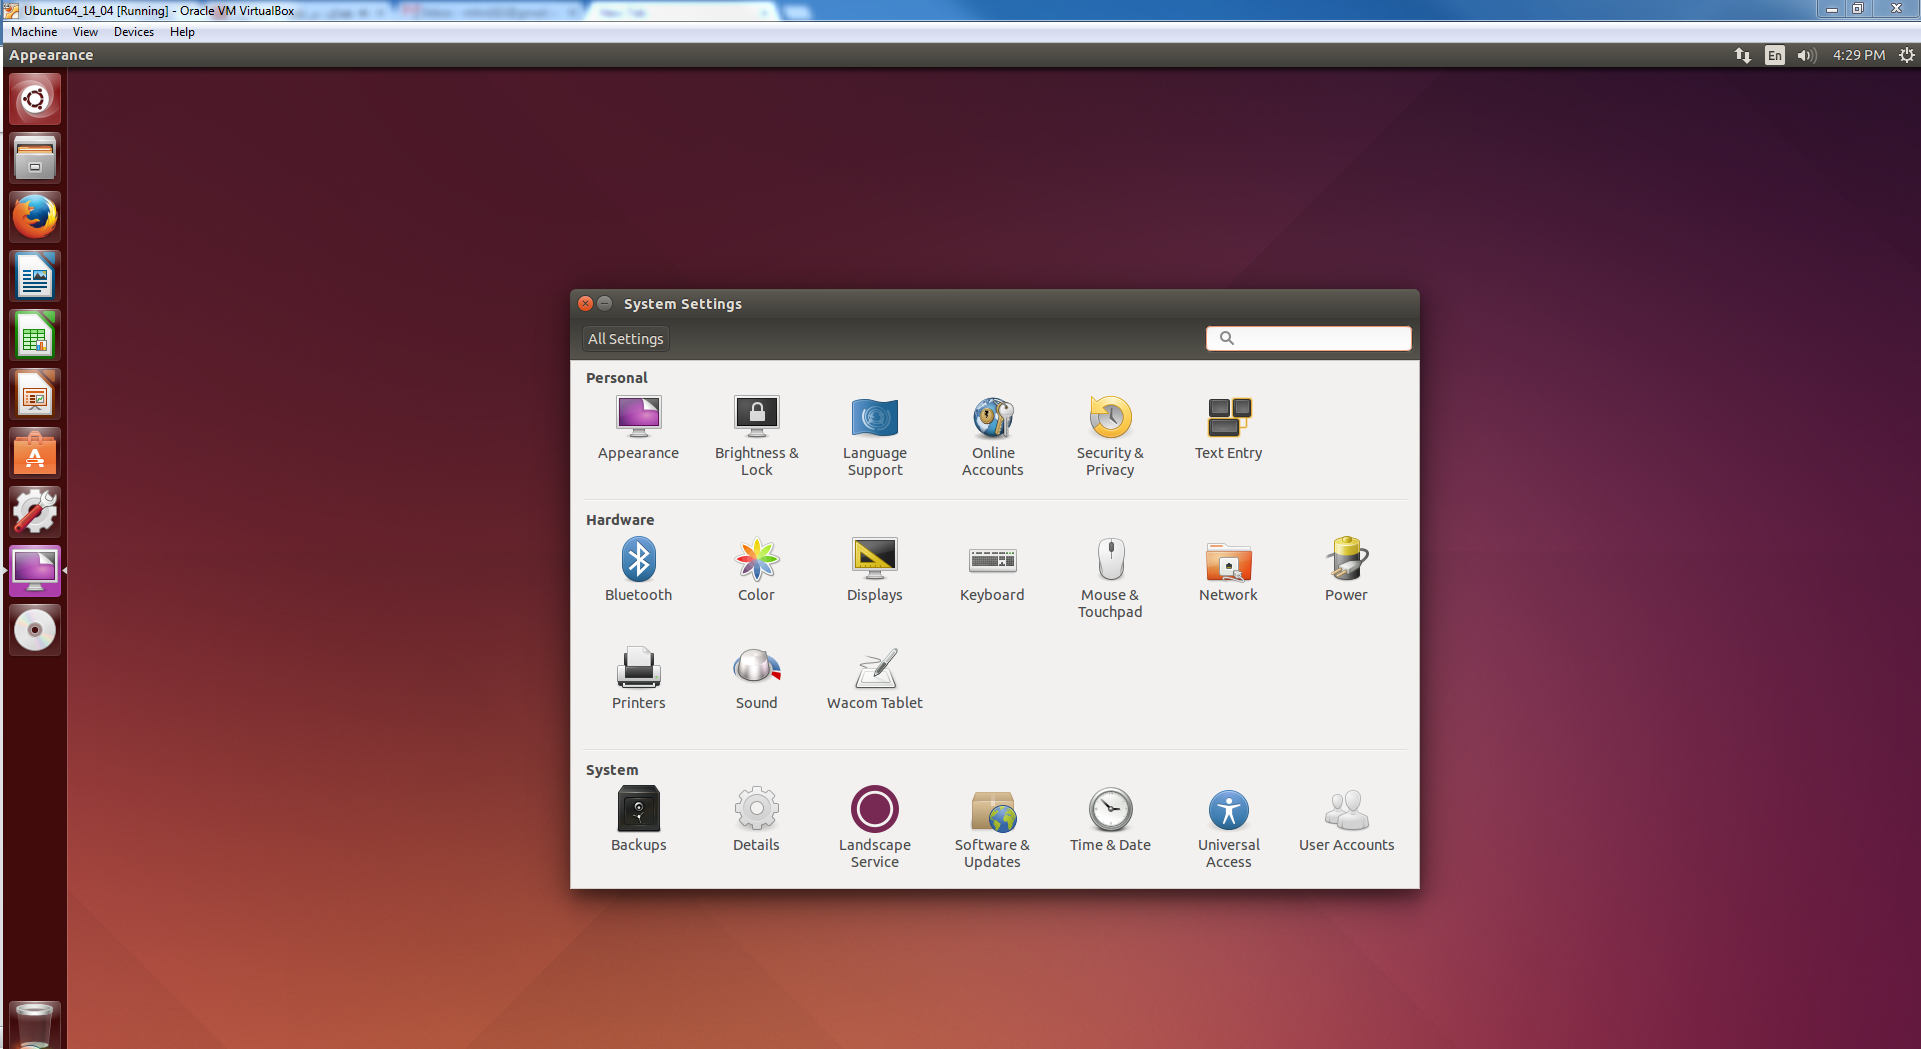 Ubuntu64_14_04 [Running] - Oracle VM VirtualBox
Machine View Devices Help
Appearance
En
4:29 PM
System Settings
All Settings
Personal
Appearance
Brightness &
Lock
Language
Support
Online
Accounts
Security &
Privacy
Text Entry
Hardware
Bluetooth
Color
Displays
Keyboard
Mouse &
Touchpad
Network
Power
Printers
Sound
Wacom Tablet
System
Backups
Details
Landscape
Service
Software &
Updates
Time & Date
Universal
Access
User Accounts